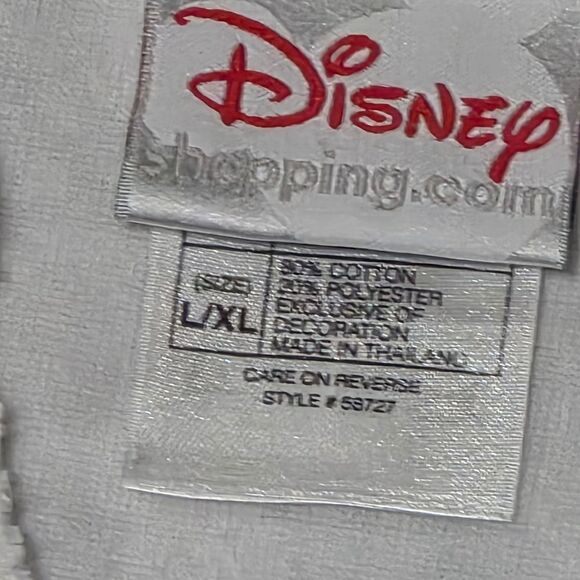 Disney
shopping.com
(SIZE)
L/XL
80% COTTON
20% POLYESTER
EXCLUSIVE OF
DECORATION
MADE IN THAILAND
CARE ON REVERSE
STYLE #